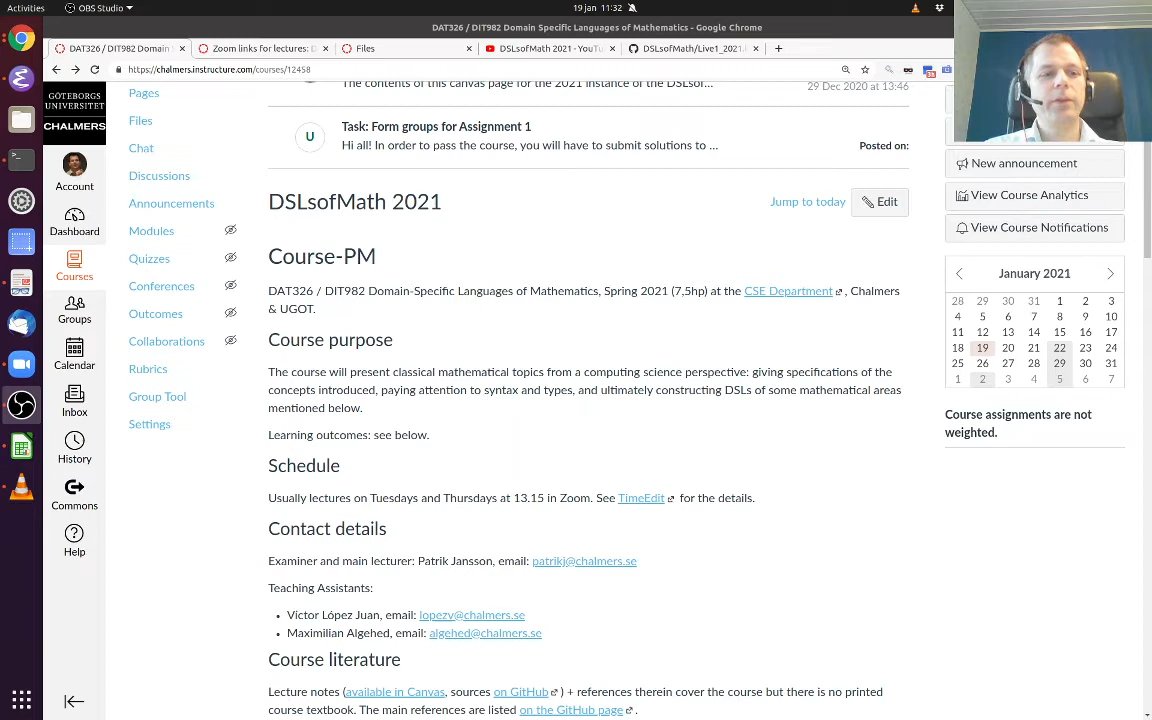 Activities
OBS Studio
19 jan 11:32
DAT326 / DIT982 Domain Specific Languages of Mathematics - Google Chrome
DAT326 / DIT982 Domain
Zoom links for lectures: D
Files
DSLsofMath 2021 - YouTu
DSLsofMath/Live1_2021.l
https://chalmers.instructure.com/courses/12458
GÖTEBORGS
UNIVERSITET
CHALMERS
Account
Dashboard
Courses
Groups
Calendar
Inbox
History
Commons
Help
Pages
Files
Chat
Discussions
Announcements
Modules
Quizzes
Conferences
Outcomes
Collaborations
Rubrics
Group Tool
Settings
The contents of this canvas page for the 2021 instance of the DSLsof...
29 Dec 2020 at 13:46
U
Task: Form groups for Assignment 1
Hi all! In order to pass the course, you will have to submit solutions to ...
Posted on:
DSLsofMath 2021
Jump to today
Edit
Course-PM
DAT326 / DIT982 Domain-Specific Languages of Mathematics, Spring 2021 (7,5hp) at the CSE Department , Chalmers
& UGOT.
Course purpose
The course will present classical mathematical topics from a computing science perspective: giving specifications of the
concepts introduced, paying attention to syntax and types, and ultimately constructing DSLs of some mathematical areas
mentioned below.
Learning outcomes: see below.
Schedule
Usually lectures on Tuesdays and Thursdays at 13.15 in Zoom. See TimeEdit for the details.
Contact details
Examiner and main lecturer: Patrik Jansson, email: patrikj@chalmers.se
Teaching Assistants:
• Víctor López Juan, email: lopezv@chalmers.se
• Maximilian Algehed, email: algehed@chalmers.se
Course literature
Lecture notes (available in Canvas, sources on GitHub ) + references therein cover the course but there is no printed
course textbook. The main references are listed on the GitHub page .
New announcement
View Course Analytics
View Course Notifications
January 2021
28 29 30 31 1 2 3
4 5 6 7 8 9 10
11 12 13 14 15 16 17
18 19 20 21 22 23 24
25 26 27 28 29 30 31
1 2 3 4 5 6 7
Course assignments are not
weighted.